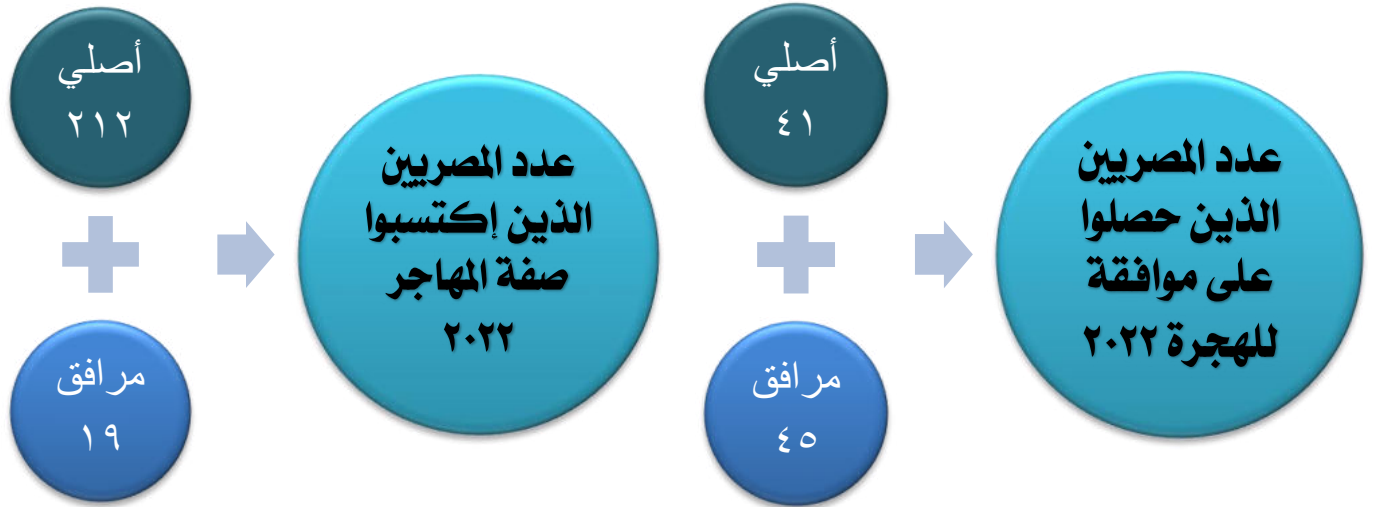 أصلي
٤١
مرافق
٤٥
عدد المصريين
الذين حصلوا
على موافقة
للهجرة ٢٠٢٢
أصلي
٢١٢
مرافق
١٩
عدد المصريين
الذين إكتسبوا
صفة المهاجر
٢٠٢٢